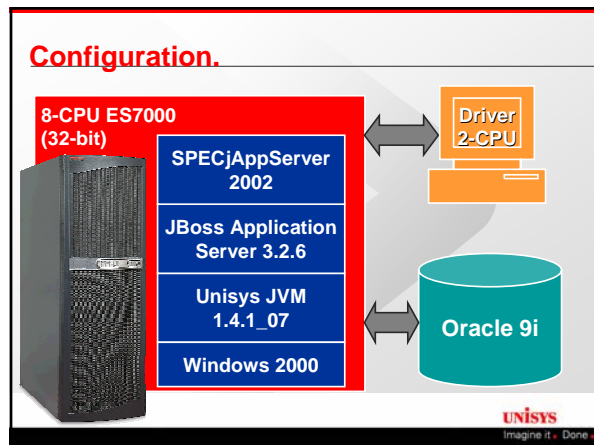 Configuration.
8-CPU ES7000
(32-bit)
SPECjAppServer
2002
JBoss Application
Server 3.2.6
Unisys JVM
1.4.1_07
Windows 2000
Driver
2-CPU
Oracle 9i
UNISYS
Imagine it. Done.